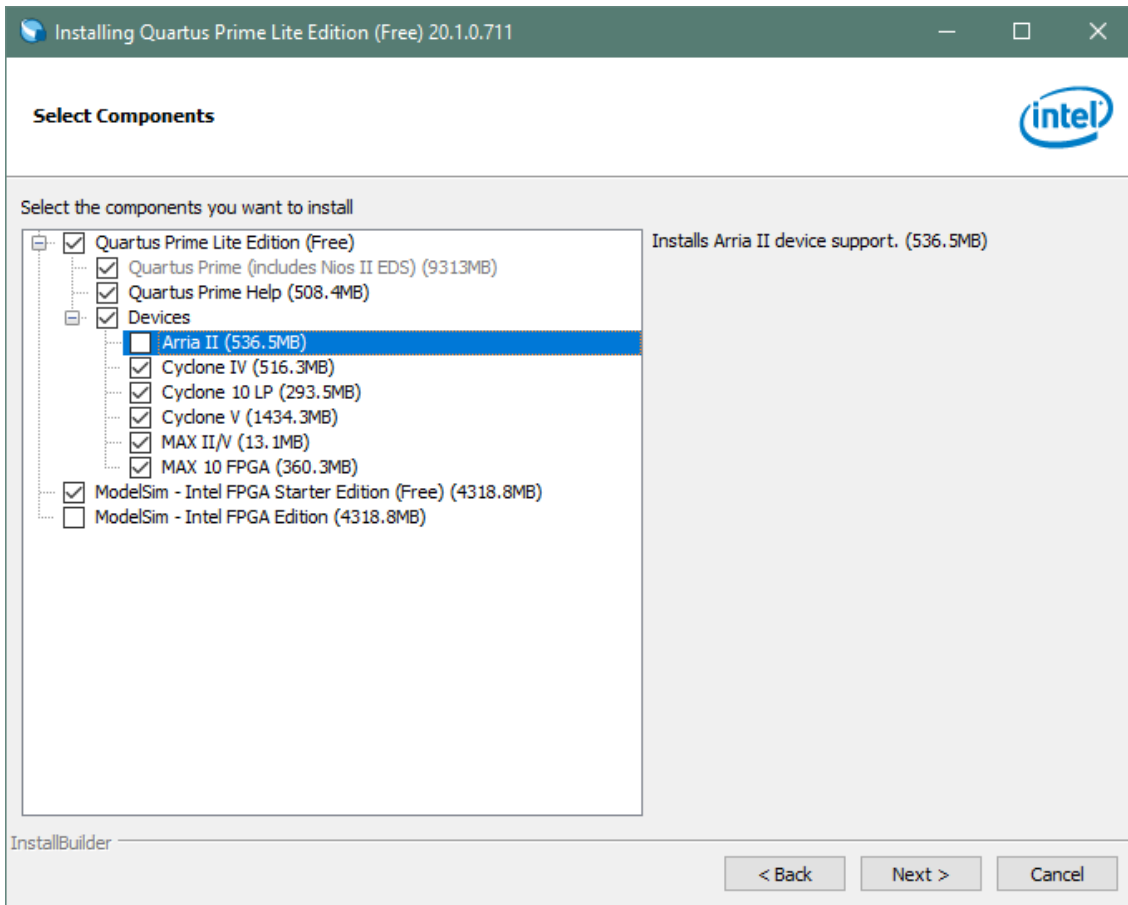 Installing Quartus Prime Lite Edition (Free) 20.1.0.711
Select Components
intel
Select the components you want to install
Quartus Prime Lite Edition (Free)
Installs Arria II device support. (536.5MB)
Quartus Prime (includes Nios II EDS) (9313MB)
Quartus Prime Help (508.4MB)
Devices
Arria II (536.5MB)
Cyclone IV (516.3MB)
Cyclone 10 LP (293.5MB)
Cyclone V (1434.3MB)
MAX II/V (13.1MB)
MAX 10 FPGA (360.3MB)
ModelSim - Intel FPGA Starter Edition (Free) (4318.8MB)
ModelSim - Intel FPGA Edition (4318.8MB)
InstallBuilder
< Back
Next >
Cancel